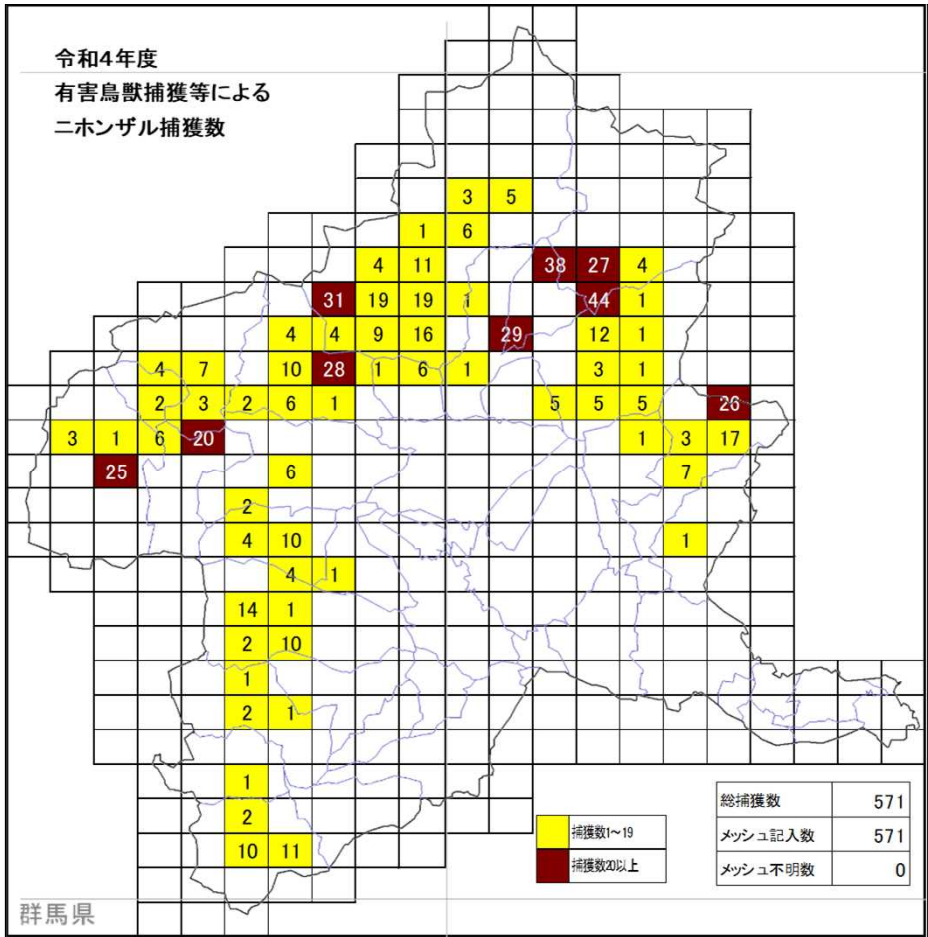 令和4年度
有害鳥獣捕獲等による
ニホンザル捕獲数
3 5
1 6
4 11 38 27 4
31 19 19 1 44 1
4 4 9 16 29 12 1
4 7 10 28 1 6 1 3 1
2 3 2 6 1 5 5 5 26
3 1 6 20 1 3 17
25 6 7
2
4 10 1
4 1
14 1
2 10
1
2 1
1
2
10 11
捕獲数1~19
捕獲数20以上
総捕獲数 571
メッシュ記入数 571
メッシュ不明数 0
群馬県